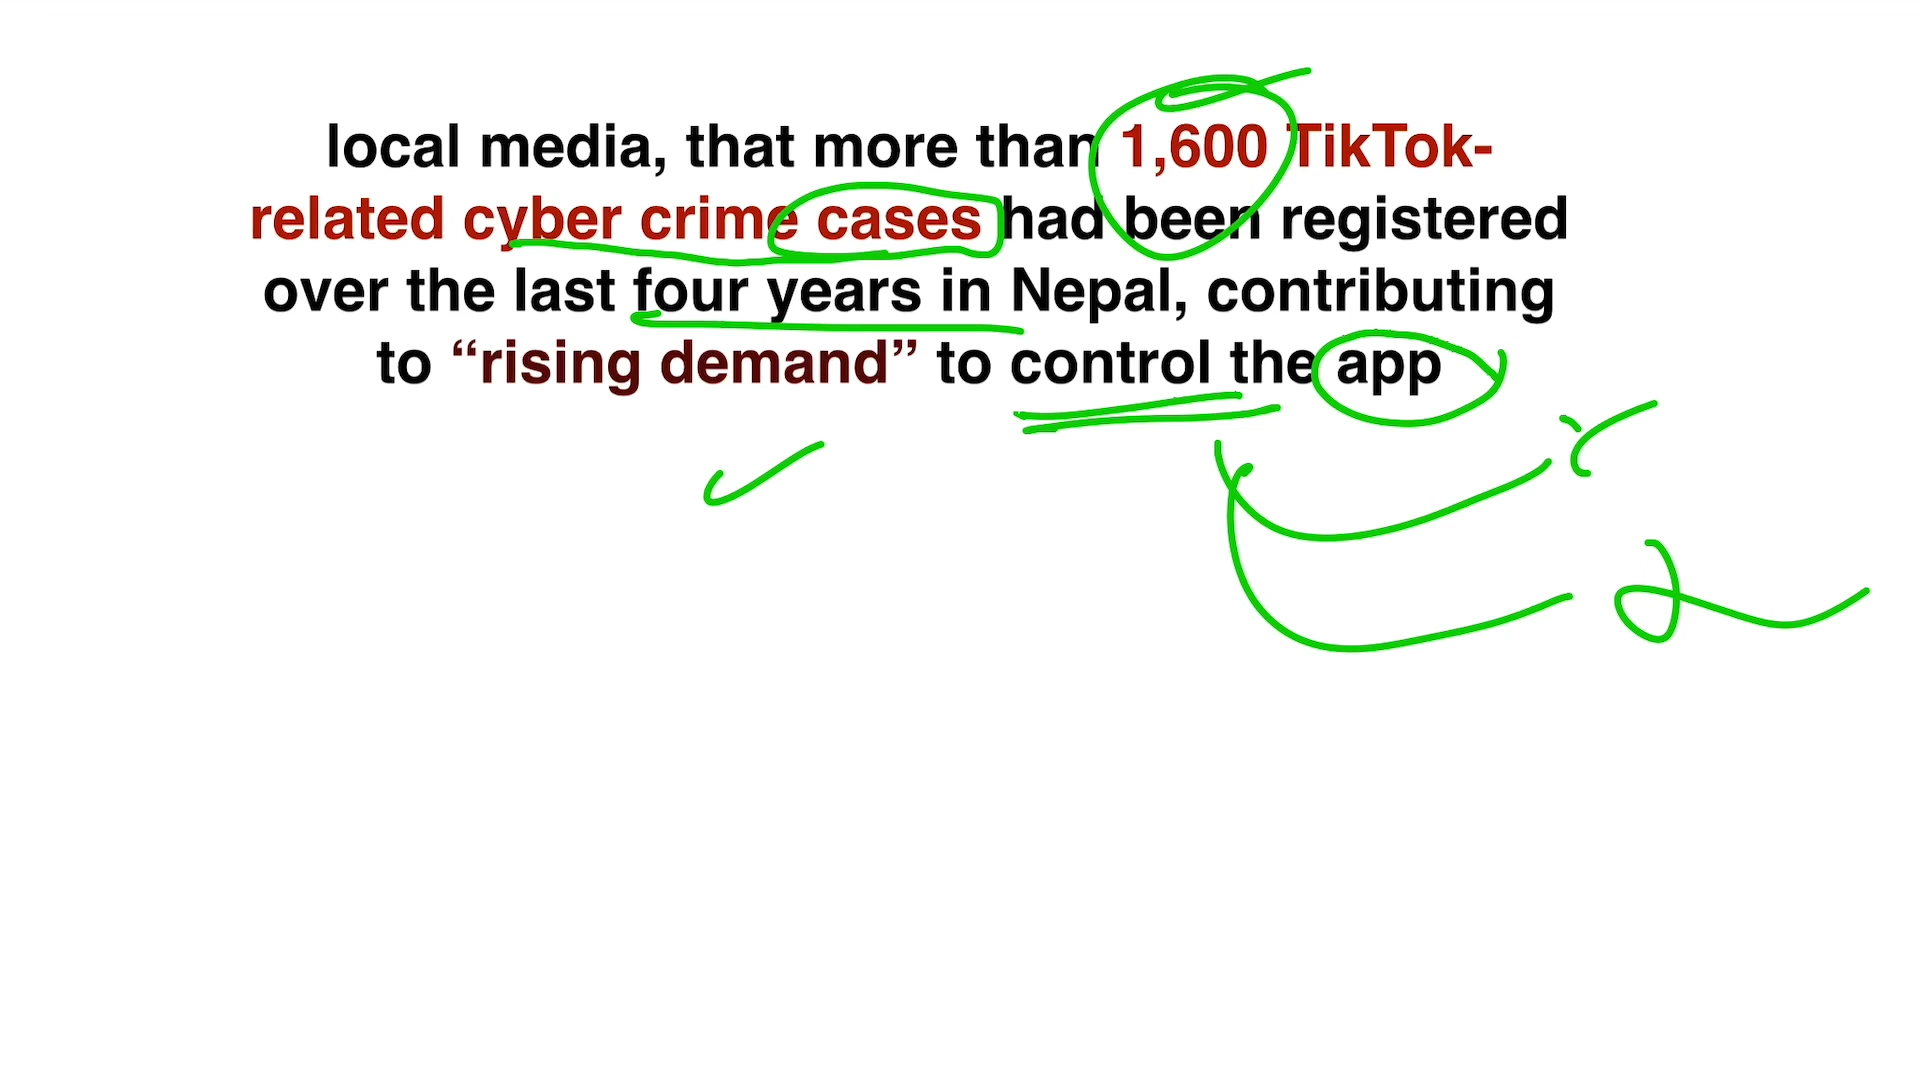 local media, that more than 1,600 TikTok-
related cyber crime cases had been registered
over the last four years in Nepal, contributing
to “rising demand” to control the app